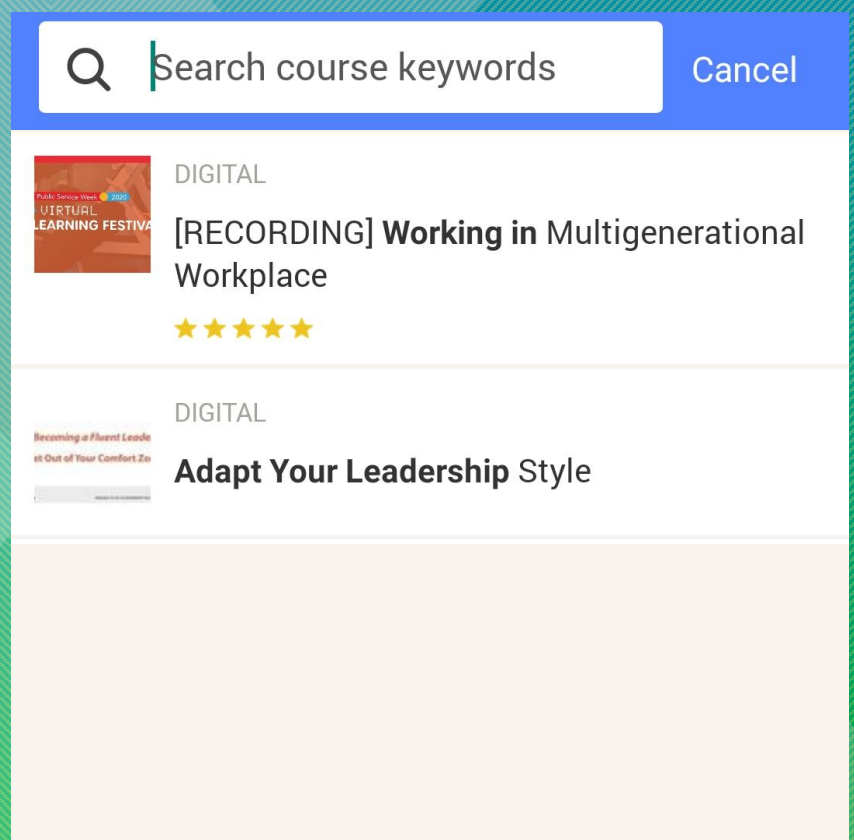 Search course keywords
Cancel
Public Service Week
2020
VIRTUAL
LEARNING FESTIVA
DIGITAL
[RECORDING] Working in Multigenerational
Workplace
DIGITAL
Becoming a Fluent Leade
et Out of Your Comfort Zo
Adapt Your Leadership Style